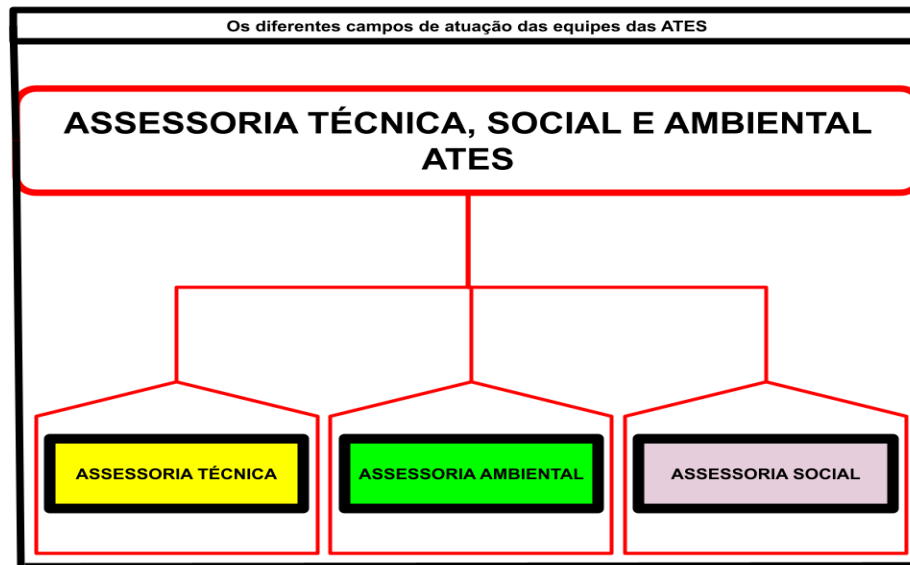 Os diferentes campos de atuação das equipes das ATES
ASSESSORIA TÉCNICA, SOCIAL E AMBIENTAL
ATES
ASSESSORIA TÉCNICA
ASSESSORIA AMBIENTAL
ASSESSORIA SOCIAL